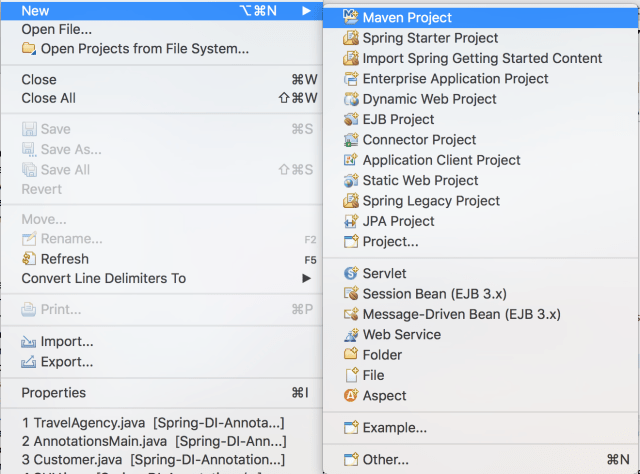 New ⌥⌘N ▶
Open File...
Open Projects from File System...
Close ⌘W
Close All ⇧⌘W
Save ⌘S
Save As...
Save All ⇧⌘S
Revert
Move...
Rename... F2
Refresh F5
Convert Line Delimiters To ▶
Print... ⌘P
Import...
Export...
Properties ⌘I
1 TravelAgency.java [Spring-DI-Annota...]
2 AnnotationsMain.java [Spring-DI-Ann...]
3 Customer.java [Spring-DI-Annotation...]
Maven Project
Spring Starter Project
Import Spring Getting Started Content
Enterprise Application Project
Dynamic Web Project
EJB Project
Connector Project
Application Client Project
Static Web Project
Spring Legacy Project
JPA Project
Project...
Servlet
Session Bean (EJB 3.x)
Message-Driven Bean (EJB 3.x)
Web Service
Folder
File
Aspect
Example...
Other... ⌘N